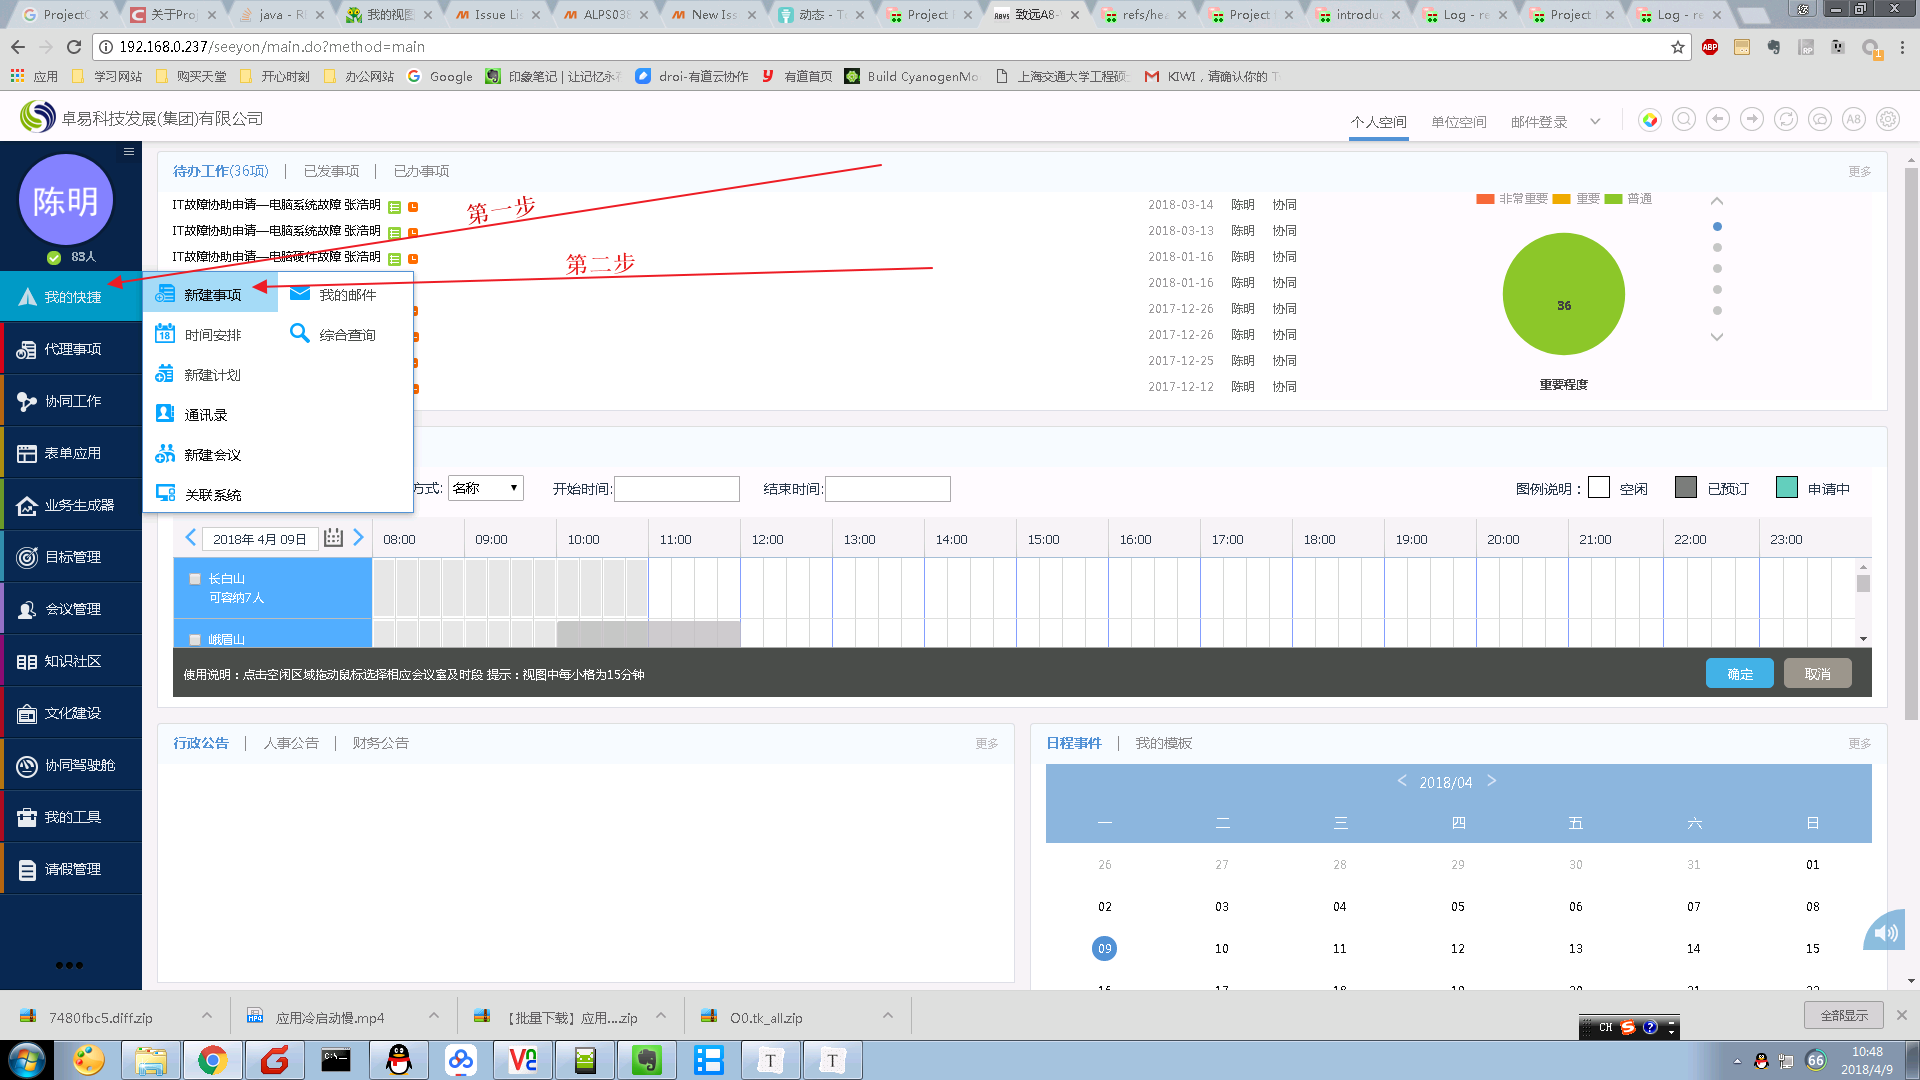 ProjectC
关于Proj
java - RI
我的视图
Issue Li
ALPS036
New Iss
动态 - T
Project
致远A8-
refs/hea
Project
introduc
Log - re
Project
Log - re
192.168.0.237/seeyon/main.do?method=main
应用
学习网站
购买天堂
开心时刻
办公网站
Google
印象笔记 | 让记忆永
droi-有道云协作
有道首页
Build CyanogenMo
上海交通大学工程硕
KIWI，请确认你的 T
卓易科技发展(集团)有限公司
个人空间
单位空间
邮件登录
A8
陈明
83人
待办工作(36项)
已发事项
已办事项
更多
IT故障协助申请—电脑系统故障 张浩明
2018-03-14 陈明 协同
IT故障协助申请—电脑系统故障 张浩明
2018-03-13 陈明 协同
IT故障协助申请—电脑硬件故障 张浩明
2018-01-16 陈明 协同
2018-01-16 陈明 协同
2017-12-26 陈明 协同
2017-12-26 陈明 协同
2017-12-25 陈明 协同
2017-12-12 陈明 协同
第一步
第二步
非常重要 重要 普通
36
重要程度
我的快捷
代理事项
协同工作
表单应用
业务生成器
目标管理
会议管理
知识社区
文化建设
协同驾驶舱
我的工具
请假管理
新建事项
我的邮件
18
时间安排
综合查询
新建计划
通讯录
新建会议
关联系统
方式:
名称
开始时间:
结束时间:
图例说明：
空闲
已预订
申请中
2018年 4月 09日
08:00 09:00 10:00 11:00 12:00 13:00 14:00 15:00 16:00 17:00 18:00 19:00 20:00 21:00 22:00 23:00
长白山
可容纳7人
峨眉山
使用说明：点击空闲区域拖动鼠标选择相应会议室及时段 提示：视图中每小格为15分钟
确定
取消
行政公告
人事公告
财务公告
更多
日程事件
我的模板
更多
2018/04
一 二 三 四 五 六 日
26 27 28 29 30 31 01
02 03 04 05 06 07 08
09 10 11 12 13 14 15
16 17 18 19 20 21 22
7480fbc5.diff.zip
应用冷启动慢.mp4
【批量下载】应用....zip
O0.tk_all.zip
全部显示
CH
66
10:48
2018/4/9